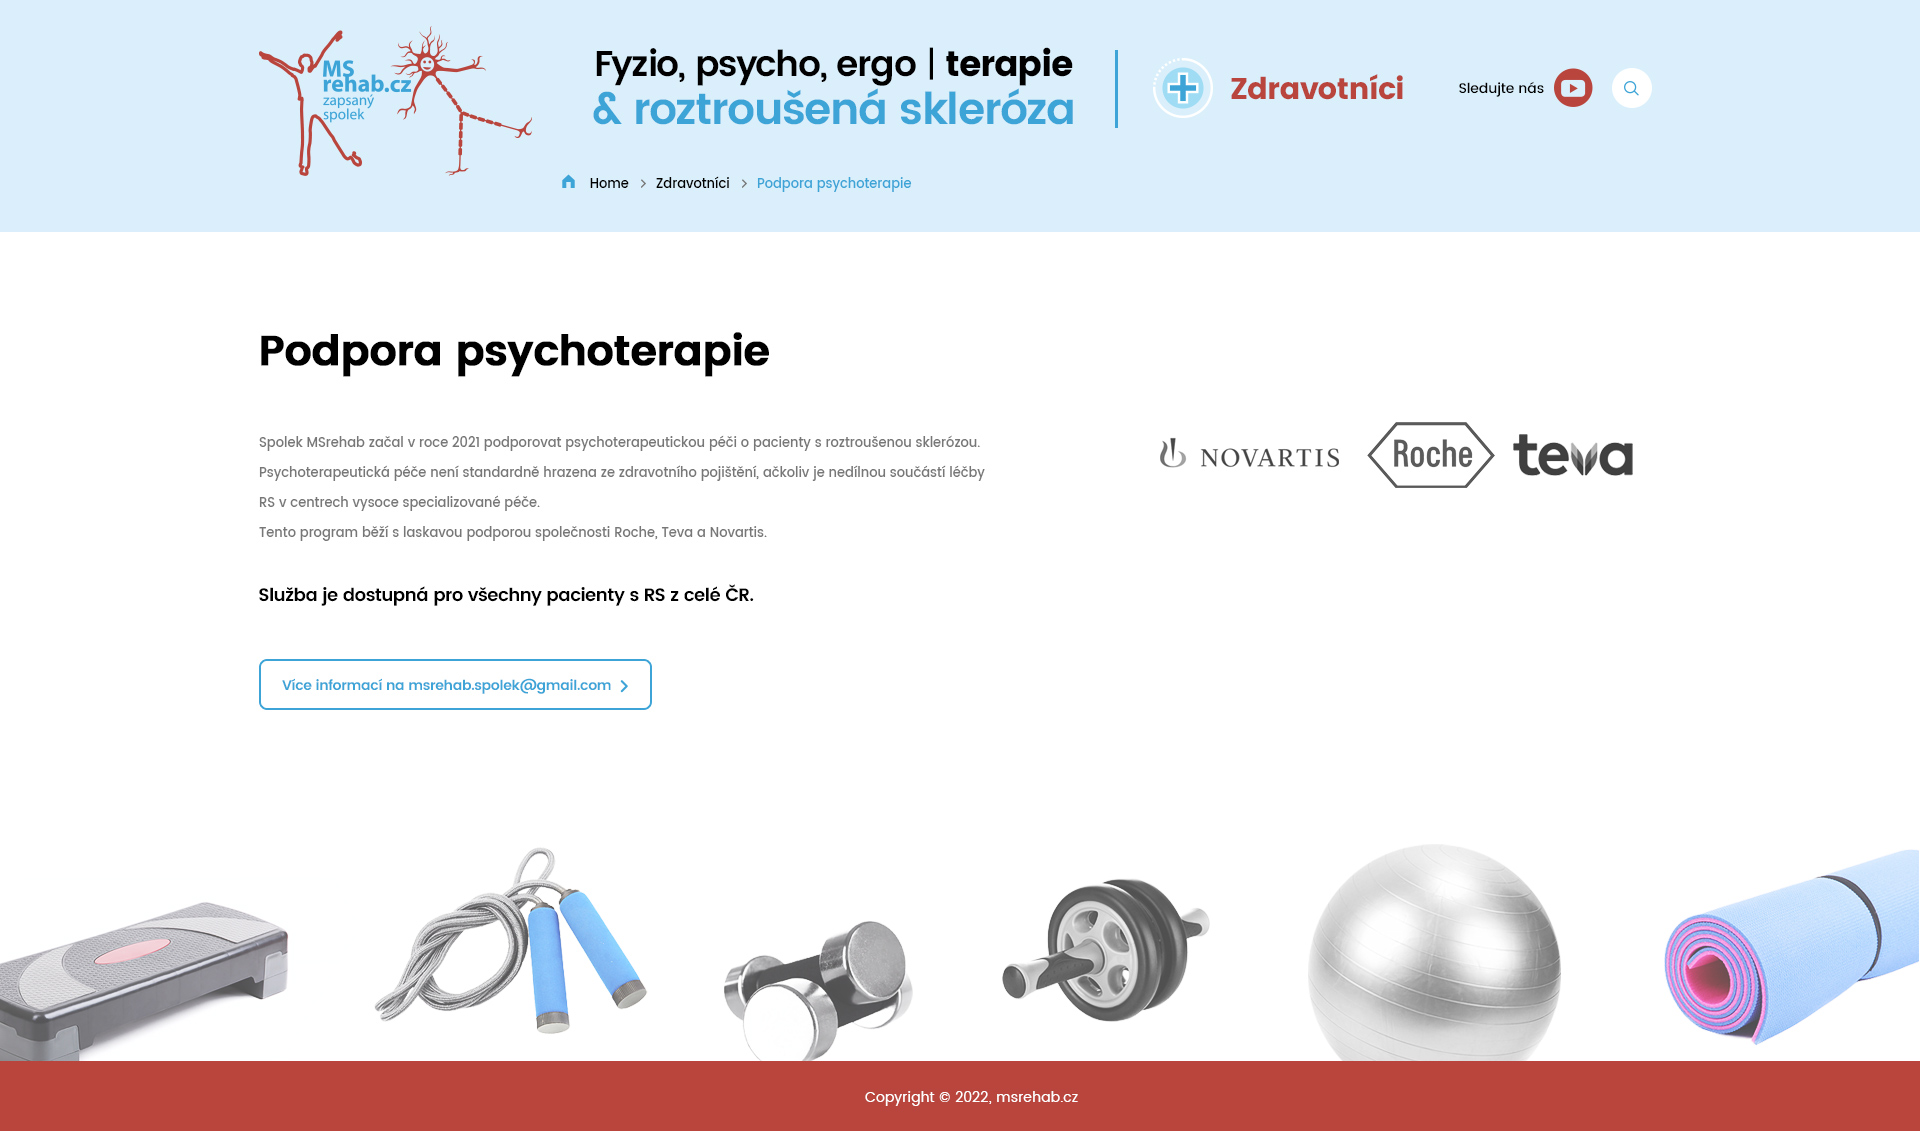 MS
rehab.cz
zapsaný
spolek
Fyzio, psycho, ergo | terapie
& roztroušená skleróza
Zdravotníci
Sledujte nás
Home > Zdravotníci > Podpora psychoterapie
Podpora psychoterapie
Spolek MSrehab začal v roce 2021 podporovat psychoterapeutickou péči o pacienty s roztroušenou sklerózou.
Psychoterapeutická péče není standardně hrazena ze zdravotního pojištění, ačkoliv je nedílnou součástí léčby
RS v centrech vysoce specializované péče.
Tento program běží s laskavou podporou společnosti Roche, Teva a Novartis.
NOVARTIS Roche teva
Služba je dostupná pro všechny pacienty s RS z celé ČR.
Více informací na msrehab.spolek@gmail.com
Copyright © 2022, msrehab.cz